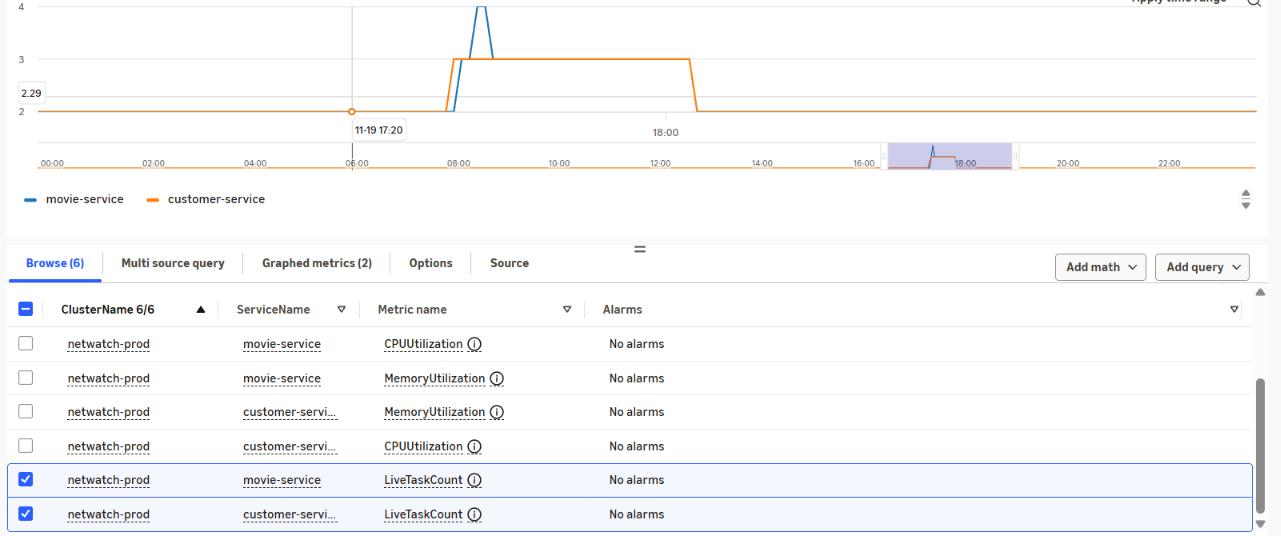 Apply time range
4
3
2.29
2
11-19 17:20
18:00
00:00 02:00 04:00 06:00 08:00 10:00 12:00 14:00 16:00 18:00 20:00 22:00
movie-service customer-service
Browse (6) Multi source query Graphed metrics (2) Options Source Add math Add query
ClusterName 6/6 ServiceName Metric name Alarms
netwatch-prod movie-service CPUUtilization No alarms
netwatch-prod movie-service MemoryUtilization No alarms
netwatch-prod customer-servi... MemoryUtilization No alarms
netwatch-prod customer-servi... CPUUtilization No alarms
netwatch-prod movie-service LiveTaskCount No alarms
netwatch-prod customer-servi... LiveTaskCount No alarms